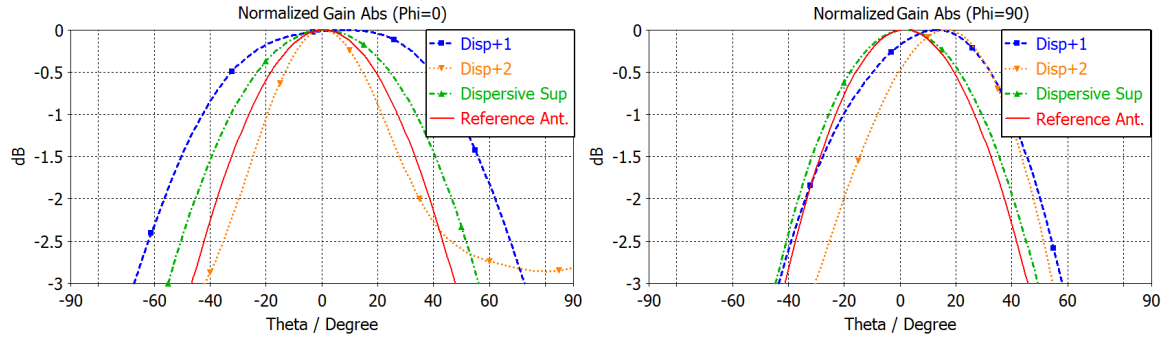 Normalized Gain Abs (Phi=0)
0
-0.5
-1
-1.5
-2
-2.5
-3
dB
-90
-60
-40
-20
0
20
40
60
90
Theta / Degree
Disp+1
Disp+2
Dispersive Sup
Reference Ant.
Normalized Gain Abs (Phi=90)
0
-0.5
-1
-1.5
-2
-2.5
-3
dB
-90
-60
-40
-20
0
20
40
60
90
Theta / Degree
Disp+1
Disp+2
Dispersive Sup
Reference Ant.